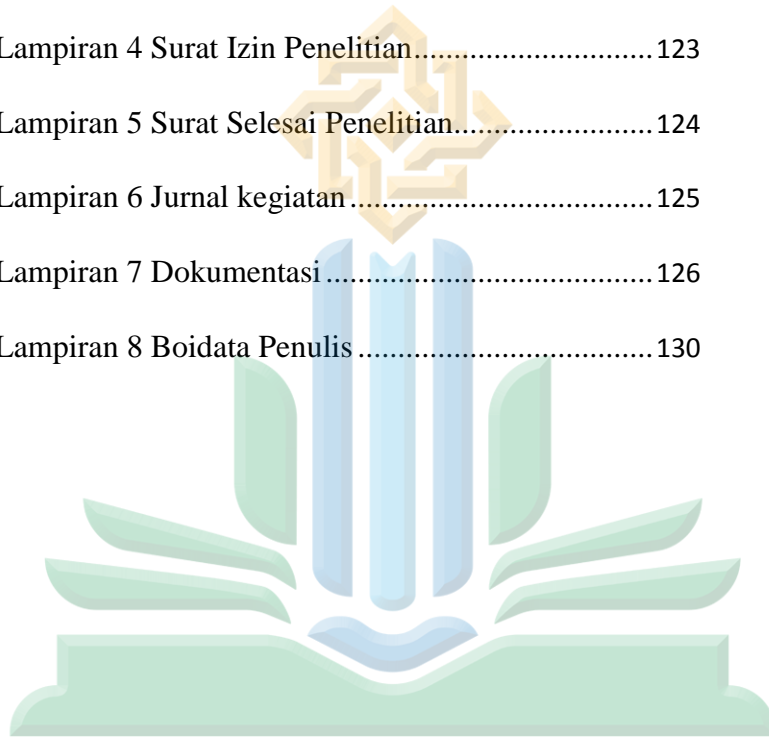 Lampiran 4 Surat Izin Penelitian.............................. 123
Lampiran 5 Surat Selesai Penelitian......................... 124
Lampiran 6 Jurnal kegiatan...................................... 125
Lampiran 7 Dokumentasi......................................... 126
Lampiran 8 Boidata Penulis..................................... 130